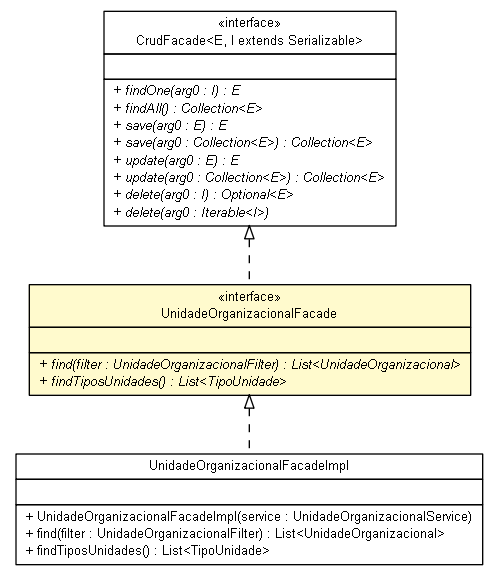 «interface»
CrudFacade<E, I extends Serializable>
+ findOne(arg0 : I) : E
+ findAll() : Collection<E>
+ save(arg0 : E) : E
+ save(arg0 : Collection<E>) : Collection<E>
+ update(arg0 : E) : E
+ update(arg0 : Collection<E>) : Collection<E>
+ delete(arg0 : I) : Optional<E>
+ delete(arg0 : Iterable<I>)
«interface»
UnidadeOrganizacionalFacade
+ find(filter : UnidadeOrganizacionalFilter) : List<UnidadeOrganizacional>
+ findTiposUnidades() : List<TipoUnidade>
UnidadeOrganizacionalFacadeImpl
+ UnidadeOrganizacionalFacadeImpl(service : UnidadeOrganizacionalService)
+ find(filter : UnidadeOrganizacionalFilter) : List<UnidadeOrganizacional>
+ findTiposUnidades() : List<TipoUnidade>